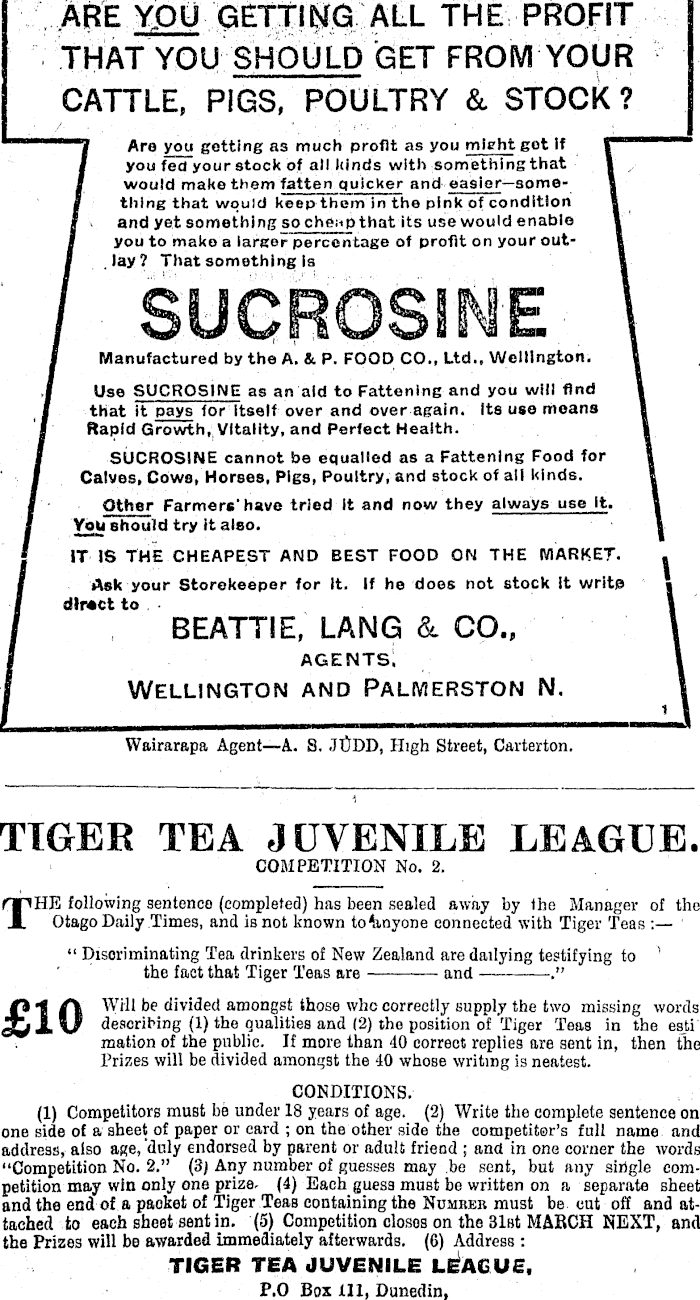 ARE YOU GETTING ALL THE PROFIT
THAT YOU SHOULD GET FROM YOUR
CATTLE, PIGS, POULTRY & STOCK?
Are you getting as much profit as you might get if
you fed your stock of all kinds with something that
would make them fatten quicker and easier—some-
thing that would keep them in the pink of condition
and yet something so cheap that its use would enable
you to make a larger percentage of profit on your out-
lay? That something is
SUCROSINE
Manufactured by the A. & P. FOOD CO., Ltd., Wellington.
Use SUCROSINE as an aid to Fattening and you will find
that it pays for itself over and over again. Its use means
Rapid Growth, Vitality, and Perfect Health.
SUCROSINE cannot be equalled as a Fattening Food for
Calves, Cows, Horses, Pigs, Poultry, and stock of all kinds.
Other Farmers have tried it and now they always use it.
You should try it also.
IT IS THE CHEAPEST AND BEST FOOD ON THE MARKET.
Ask your Storekeeper for it. If he does not stock it write
direct to
BEATTIE, LANG & CO.,
AGENTS,
WELLINGTON AND PALMERSTON N.
1
Wairarapa Agent—A. S. JUDD, High Street, Carterton.
TIGER TEA JUVENILE LEAGUE.
COMPETITION No. 2.
THE following sentence (completed) has been sealed away by the Manager of the
Otago Daily Times, and is not known to anyone connected with Tiger Teas :—
"Discriminating Tea drinkers of New Zealand are dailying testifying to
the fact that Tiger Teas are ——— and ———."
£10 Will be divided amongst those who correctly supply the two missing words
describing (1) the qualities and (2) the position of Tiger Teas in the esti
mation of the public. If more than 40 correct replies are sent in, then the
Prizes will be divided amongst the 40 whose writing is neatest.
CONDITIONS.
(1) Competitors must be under 18 years of age. (2) Write the complete sentence on
one side of a sheet of paper or card ; on the other side the competitor's full name and
address, also age, duly endorsed by parent or adult friend ; and in one corner the words
"Competition No. 2." (3) Any number of guesses may be sent, but any single com-
petition may win only one prize. (4) Each guess must be written on a separate sheet
and the end of a packet of Tiger Teas containing the NUMBER must be cut off and at-
tached to each sheet sent in. (5) Competition closes on the 31st MARCH NEXT, and
the Prizes will be awarded immediately afterwards. (6) Address :
TIGER TEA JUVENILE LEAGUE,
P.O Box 111, Dunedin,